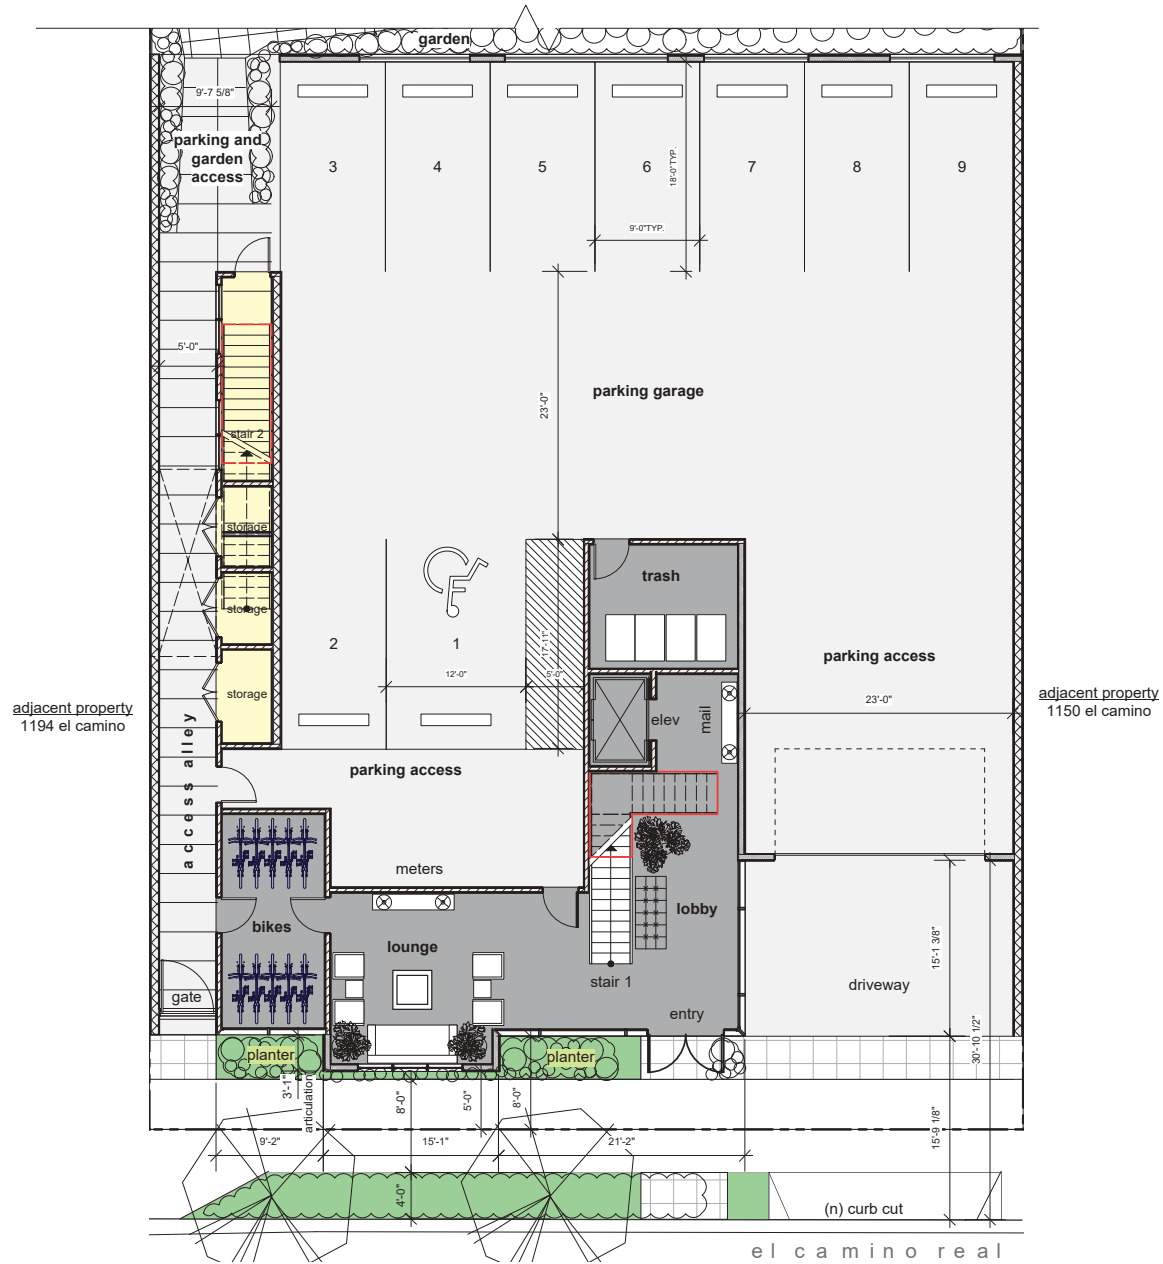 garden
9'-7 5/8"
parking and
garden
access
3
4
5
6
7
8
9
18'-0"TYP.
9'-0"TYP.
5'-0"
parking garage
23'-0"
stair 2
storage
storage
storage
trash
2
1
17'-11"
12'-0"
5'-0"
parking access
23'-0"
elev
mail
adjacent property
1194 el camino
adjacent property
1150 el camino
access alley
parking access
meters
bikes
lounge
lobby
stair 1
entry
15'-1 3/8"
driveway
gate
30'-10 1/2"
planter
planter
3'-1"
articulation
8'-0"
5'-0"
8'-0"
15'-9 1/8"
9'-2"
15'-1"
21'-2"
4'-0"
(n) curb cut
el camino real